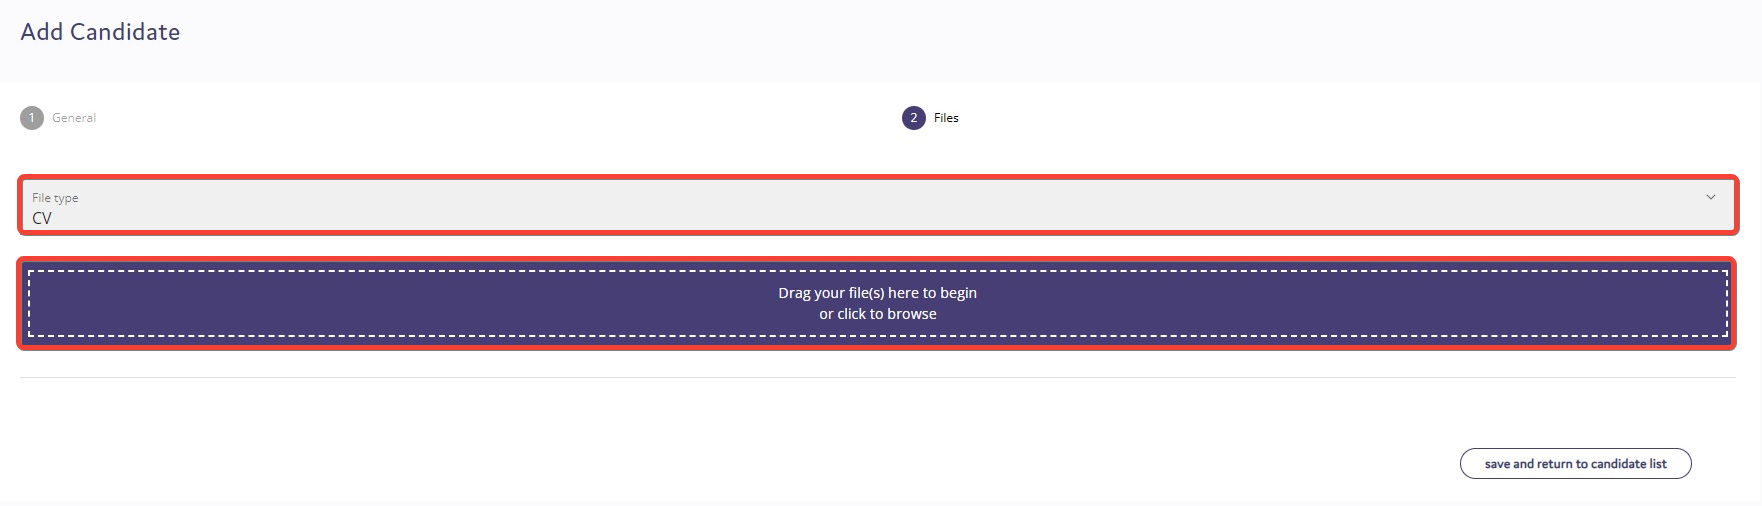 Add Candidate
1 General
2 Files
File type
CV
Drag your file(s) here to begin
or click to browse
save and return to candidate list